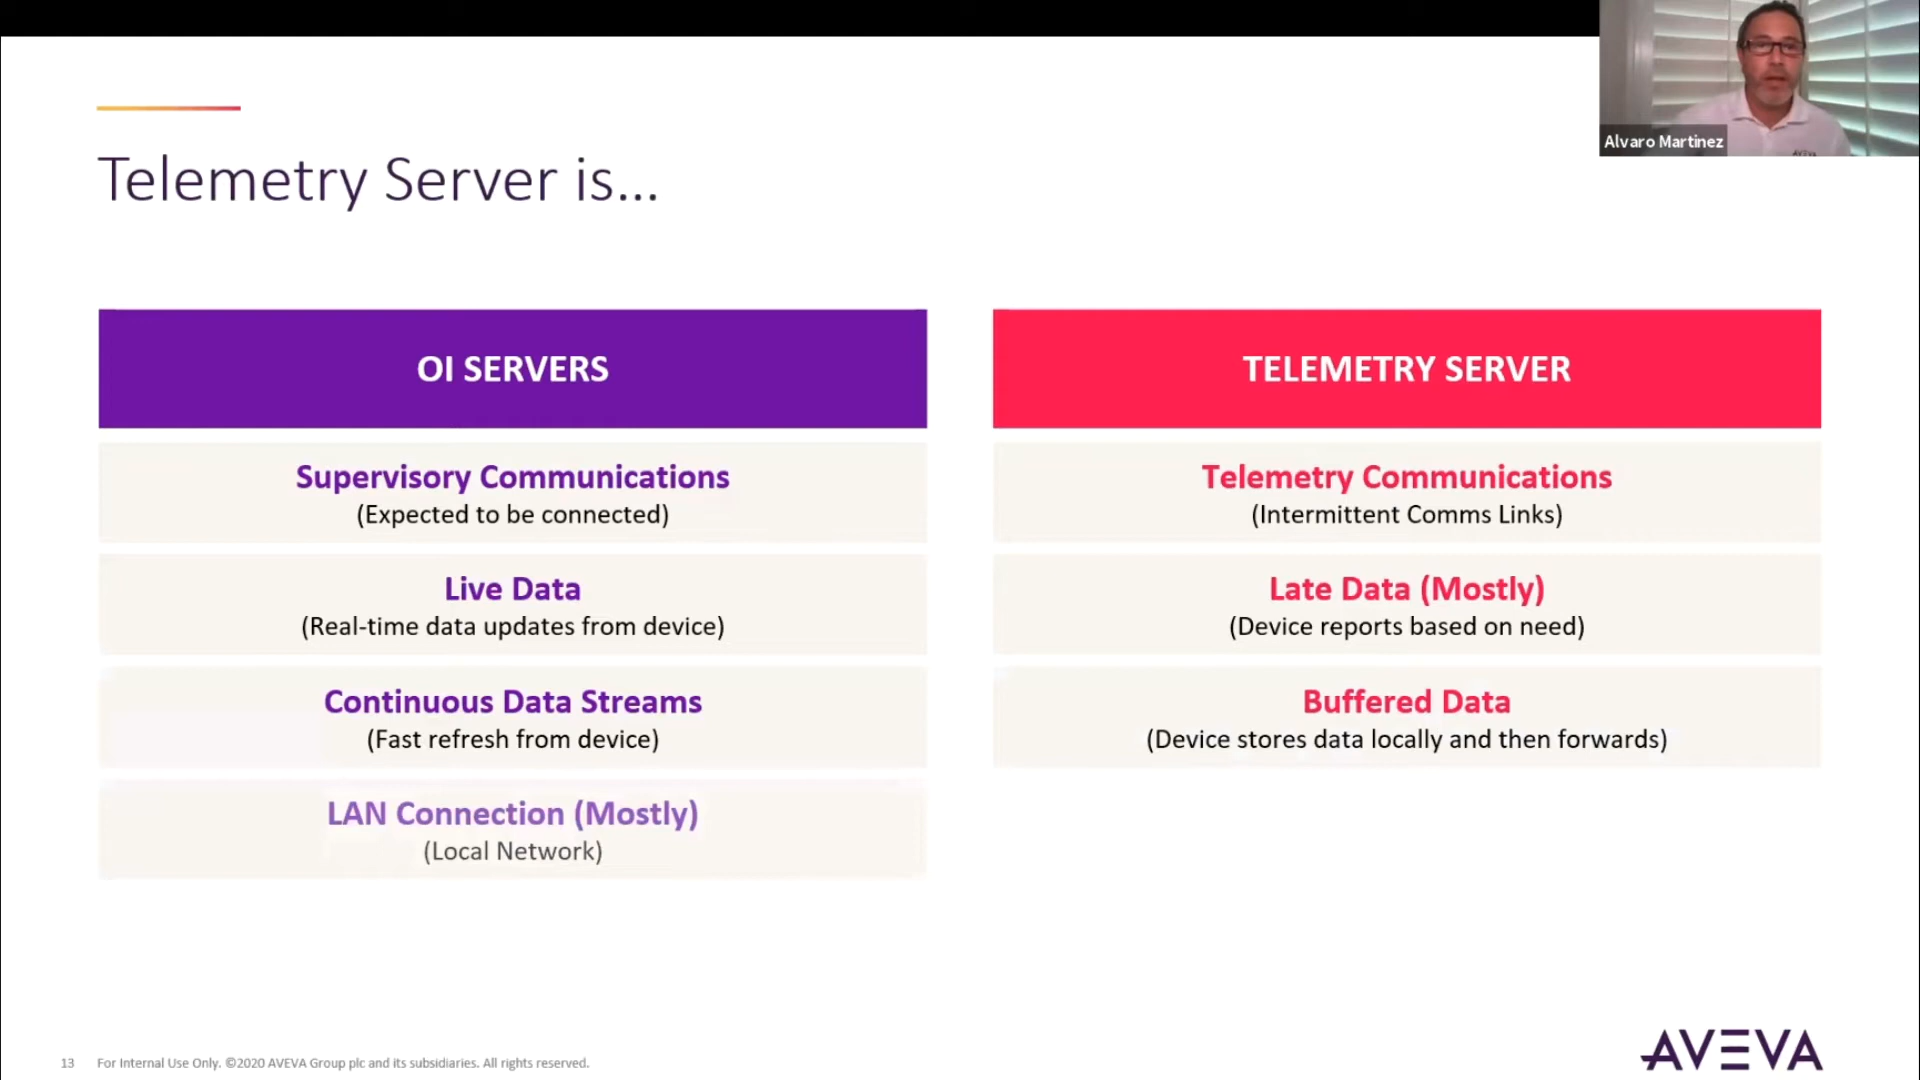 Alvaro Martinez
Telemetry Server is...
OI SERVERS
Supervisory Communications
(Expected to be connected)
Live Data
(Real-time data updates from device)
Continuous Data Streams
(Fast refresh from device)
LAN Connection (Mostly)
(Local Network)
TELEMETRY SERVER
Telemetry Communications
(Intermittent Comms Links)
Late Data (Mostly)
(Device reports based on need)
Buffered Data
(Device stores data locally and then forwards)
13 For Internal Use Only. ©2020 AVEVA Group plc and its subsidiaries. All rights reserved.
AVEVA